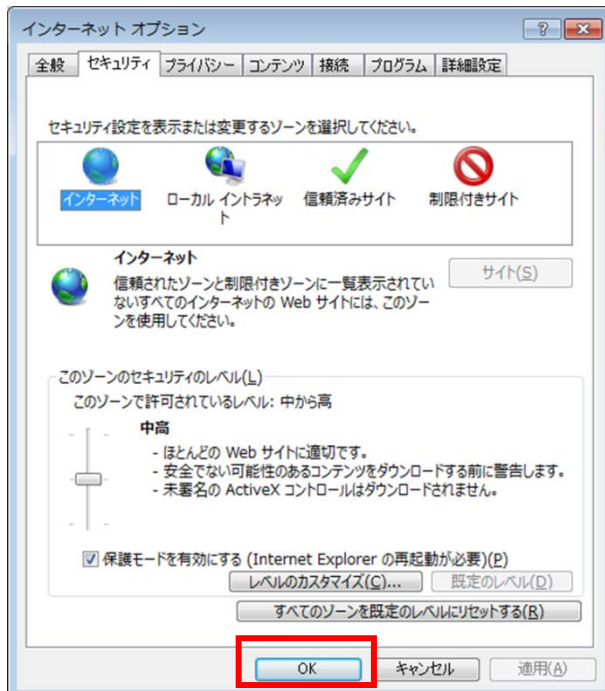 インターネット オプション
全般 セキュリティ プライバシー コンテンツ 接続 プログラム 詳細設定
セキュリティ設定を表示または変更するゾーンを選択してください。
インターネット ローカル イントラネッ 信頼済みサイト 制限付きサイト
ト
インターネット
サイト(S)
信頼されたゾーンと制限付きゾーンに一覧表示されてい
ないすべてのインターネットの Web サイトには、このゾー
ンを使用してください。
このゾーンのセキュリティのレベル(L)
このゾーンで許可されているレベル: 中から高
中高
- ほとんどの Web サイトに適切です。
- 安全でない可能性のあるコンテンツをダウンロードする前に警告します。
- 未署名の ActiveX コントロールはダウンロードされません。
保護モードを有効にする (Internet Explorer の再起動が必要)(P)
レベルのカスタマイズ(C)... 既定のレベル(D)
すべてのゾーンを既定のレベルにリセットする(R)
OK キャンセル 適用(A)